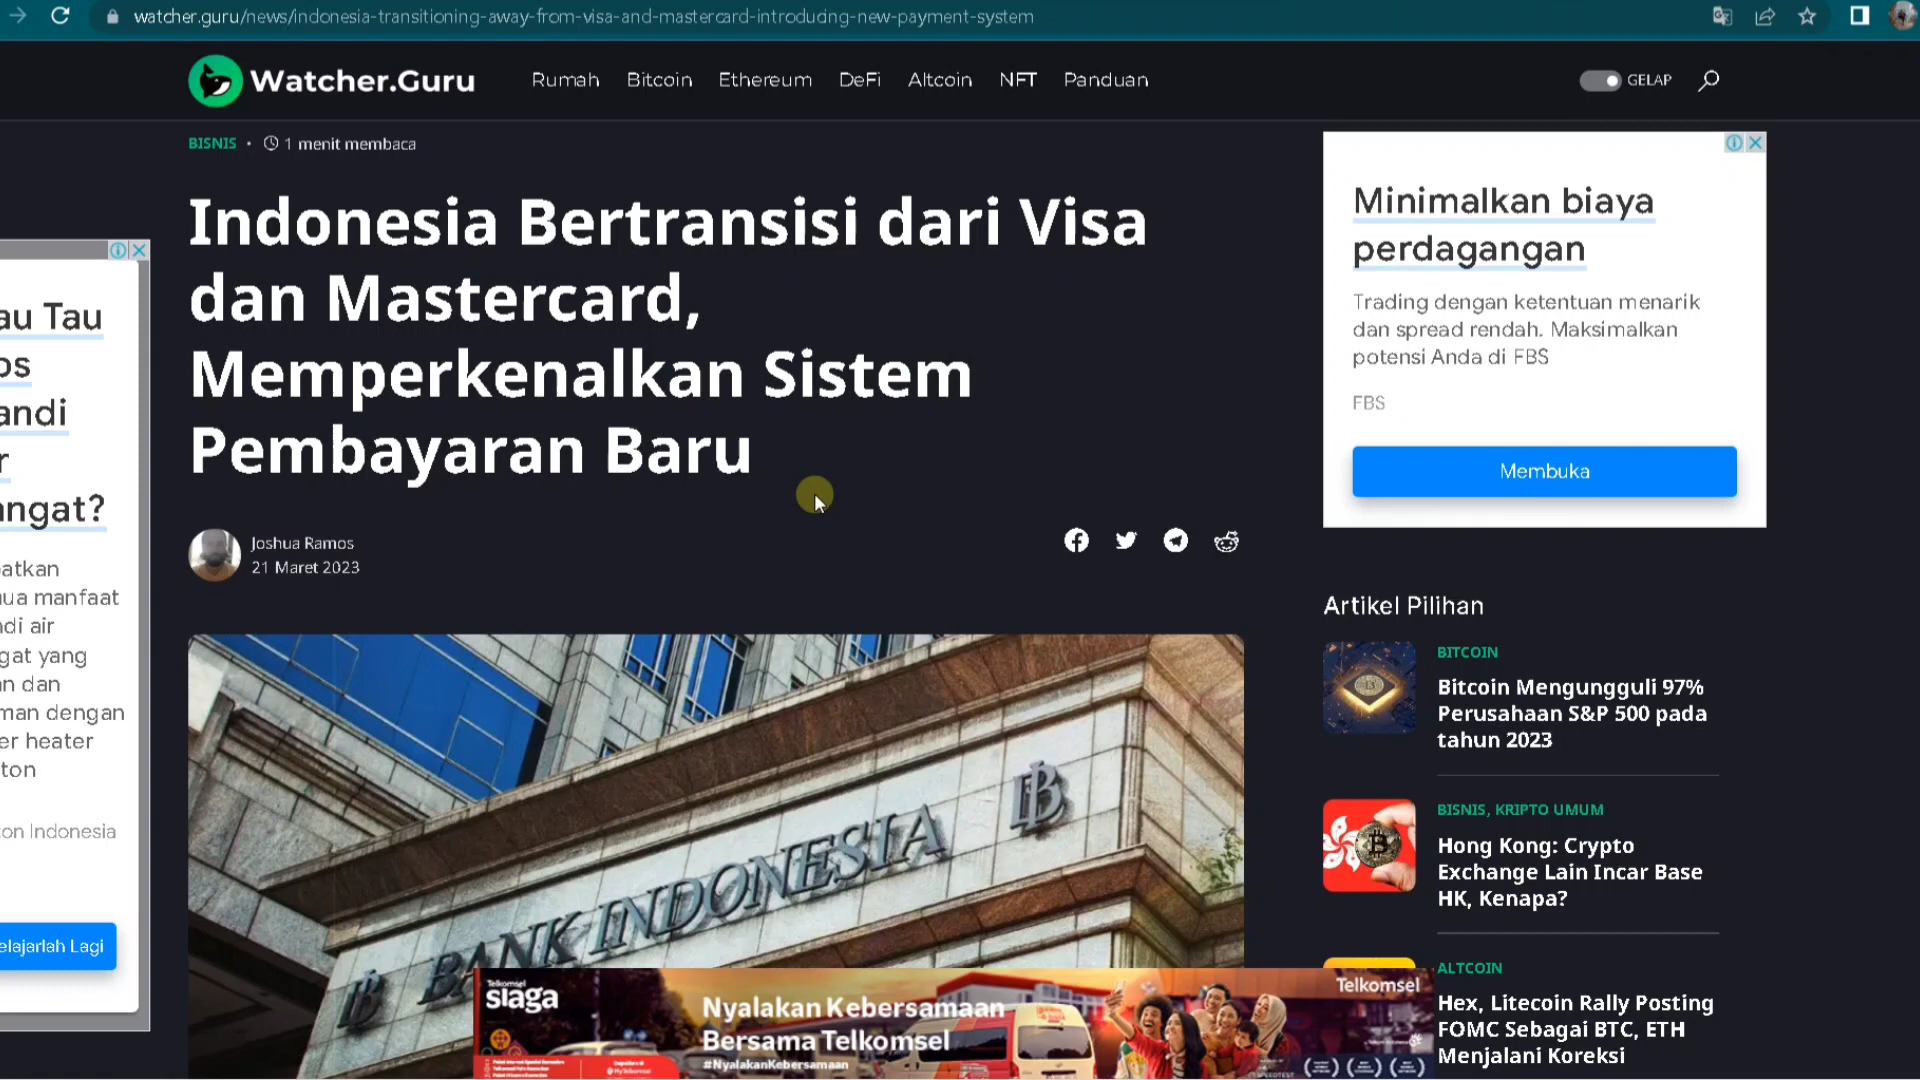 watcher.guru/news/indonesia-transitioning-away-from-visa-and-mastercard-introducing-new-payment-system
Watcher.Guru
Rumah Bitcoin Ethereum DeFi Altcoin NFT Panduan
GELAP
BISNIS • 1 menit membaca
Indonesia Bertransisi dari Visa
dan Mastercard,
Memperkenalkan Sistem
Pembayaran Baru
Joshua Ramos
21 Maret 2023
BANK INDONESIA
au Tau
os
andi
r
angat?
patkan
nua manfaat
ndi air
gat yang
n dan
man dengan
er heater
ton
ton Indonesia
elajarlah Lagi
Minimalkan biaya
perdagangan
Trading dengan ketentuan menarik
dan spread rendah. Maksimalkan
potensi Anda di FBS
FBS
Membuka
Artikel Pilihan
BITCOIN
Bitcoin Mengungguli 97%
Perusahaan S&P 500 pada
tahun 2023
BISNIS, KRIPTO UMUM
Hong Kong: Crypto
Exchange Lain Incar Base
HK, Kenapa?
ALTCOIN
Hex, Litecoin Rally Posting
FOMC Sebagai BTC, ETH
Menjalani Koreksi
Telkomsel
siaga
Nyalakan Kebersamaan
Bersama Telkomsel
#NyalakanKebersamaan
Telkomsel